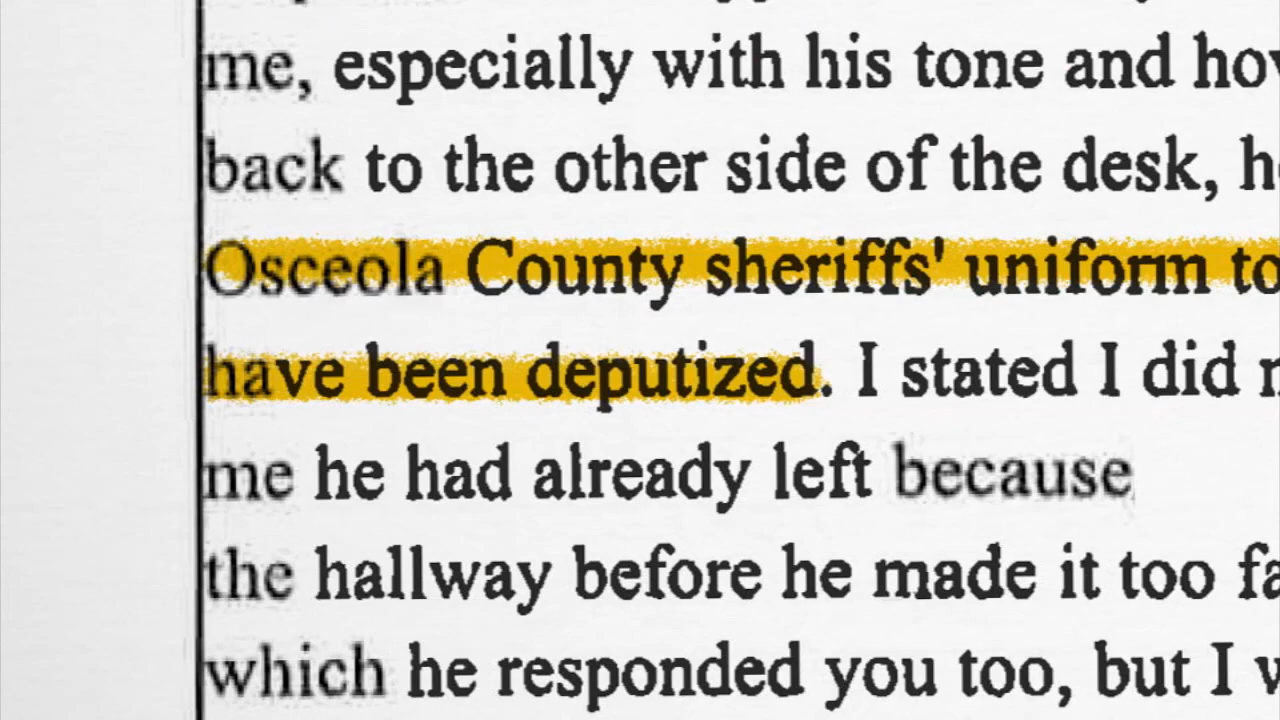 me, especially with his tone and
back to the other side of the desk,
Osceola County sheriffs' uniform to
have been deputized. I stated I did
me he had already left because
the hallway before he made it too
which he responded you too, but I